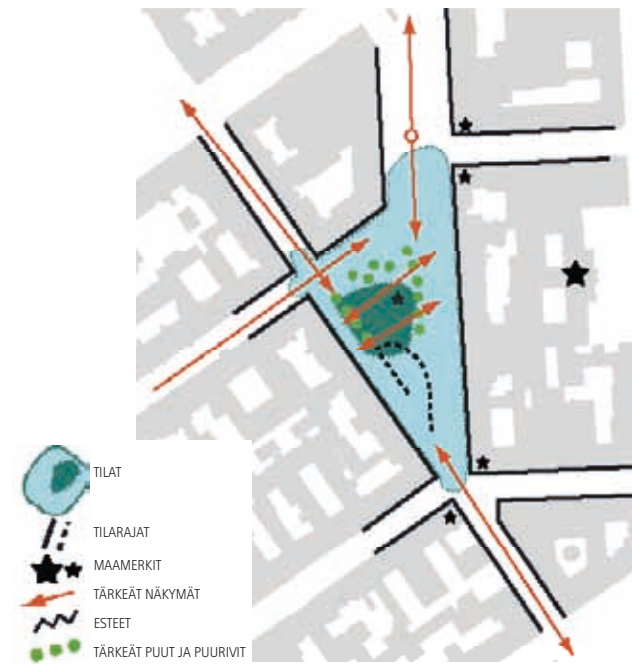 TILAT
TILARAJAT
MAAMERKIT
TÄRKEÄT NÄKYMÄT
ESTEET
TÄRKEÄT PUUT JA PUURIVIT